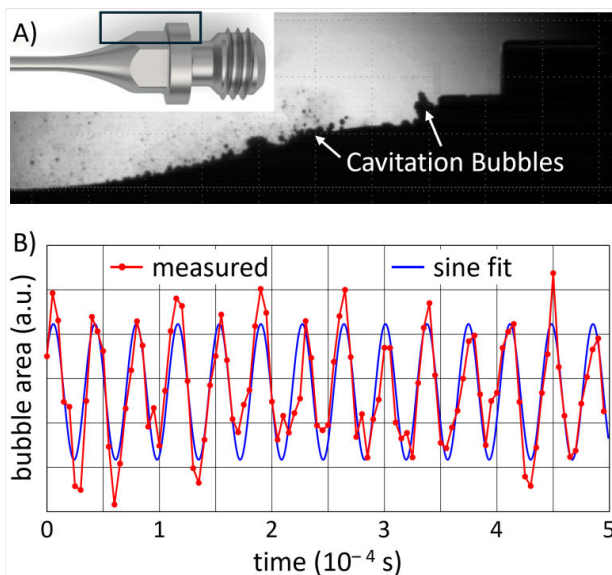 A)
Cavitation Bubbles
B)
measured
sine fit
bubble area (a.u.)
0
1
2
3
4
5
time (10⁻⁴ s)